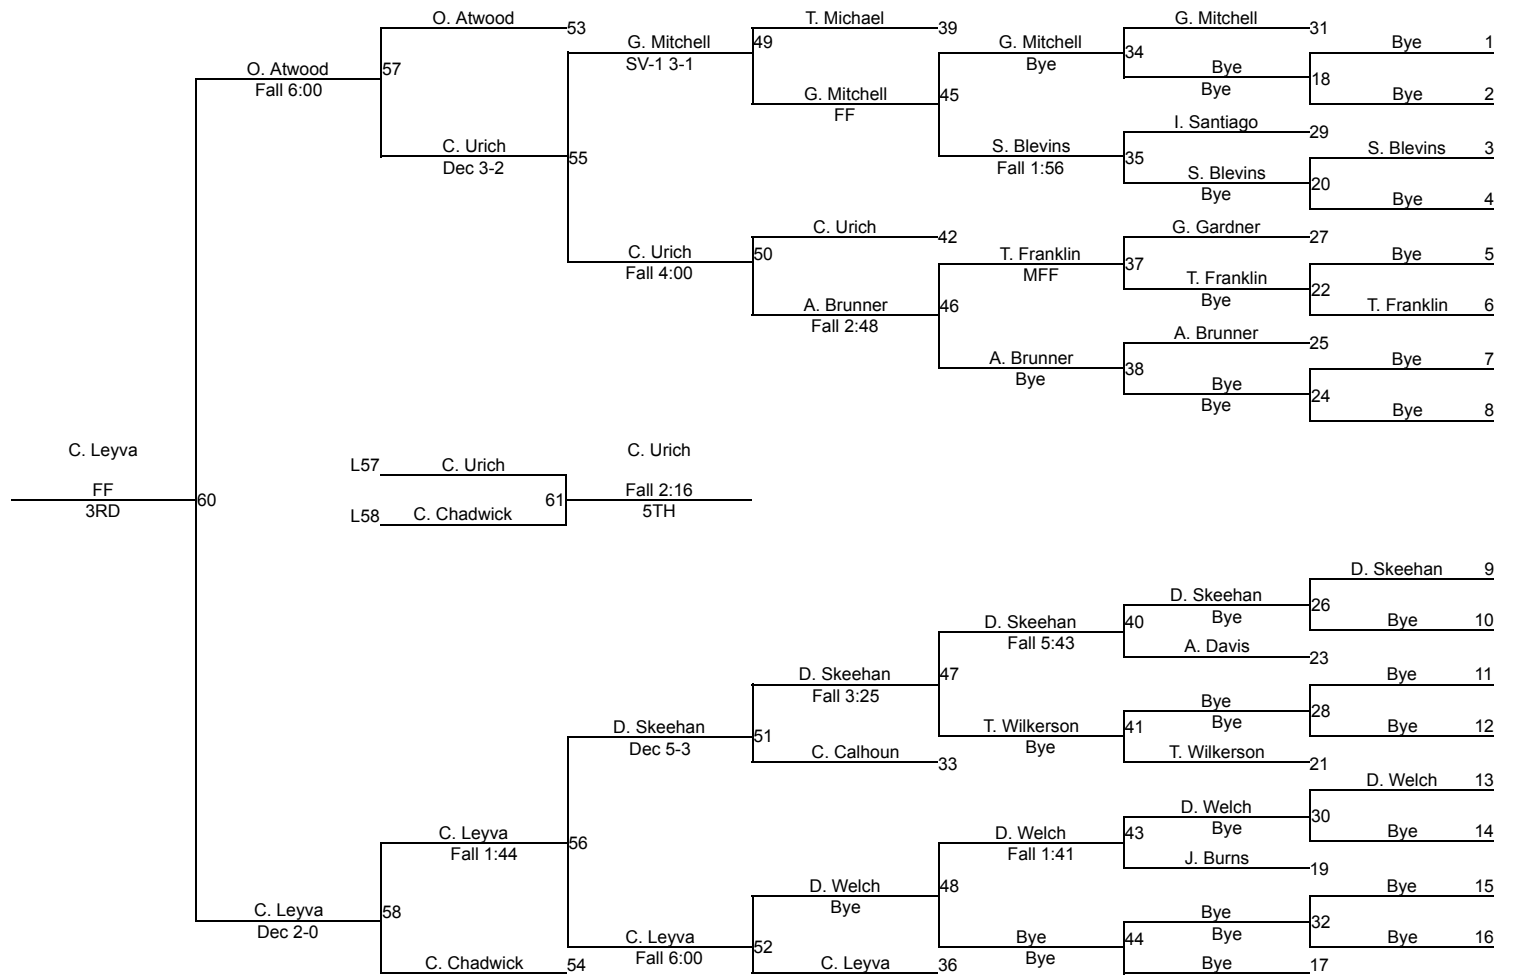 O. Atwood 53 T. Michael 39 G. Mitchell 31
G. Mitchell 49 G. Mitchell 34 Bye 1
SV-1 3-1 Bye
O. Atwood 57 Bye 18
Fall 6:00 Bye
G. Mitchell 45 Bye 2
FF
I. Santiago 29
C. Urich 55 S. Blevins 35 S. Blevins 3
Dec 3-2 Fall 1:56
S. Blevins 20
Bye
Bye 4
C. Urich 42 G. Gardner 27
C. Urich 50 T. Franklin 37 Bye 5
Fall 4:00 MFF
T. Franklin 22
Bye
A. Brunner 46 T. Franklin 6
Fall 2:48
A. Brunner 25
A. Brunner 38 Bye 7
Bye
Bye 24
Bye
Bye 8
C. Leyva C. Urich
L57 C. Urich
FF 60 61 Fall 2:16
3RD 5TH
L58 C. Chadwick
D. Skeehan 9
D. Skeehan 26
Bye
D. Skeehan 40 Bye 10
Fall 5:43
A. Davis 23
D. Skeehan 47 Bye 11
Fall 3:25
Bye 28
Bye
D. Skeehan 51 T. Wilkerson 41 Bye 12
Dec 5-3 Bye
C. Calhoun 33 T. Wilkerson 21
D. Welch 13
D. Welch 30
Bye
C. Leyva 56 D. Welch 43 Bye 14
Fall 1:44 Fall 1:41
J. Burns 19
D. Welch 48 Bye 15
Bye
C. Leyva 58 Bye 32
Dec 2-0 Bye
C. Leyva 52 Bye 44 Bye 16
Fall 6:00 Bye
C. Chadwick 54 C. Leyva 36 Bye 17